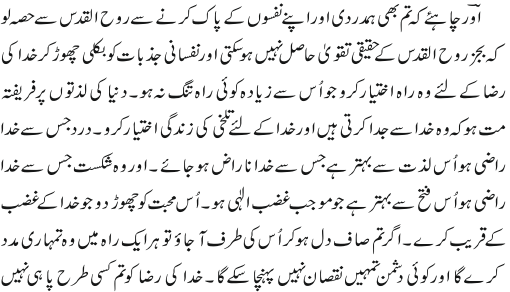 اور چاہئے کہ تم بھی ہمدردی اور اپنے نفسوں کے پاک کرنے سے روح القدس سے حصہ لو
کہ بجز روح القدس کے حقیقی تقویٰ حاصل نہیں ہو سکتی اور نفسانی جذبات کو بکلی چھوڑ کر خدا کی
رضا کے لئے وہ راہ اختیار کرو جو اُس سے زیادہ کوئی راہ تنگ نہ ہو۔ دنیا کی لذتوں پر فریفتہ
مت ہو کہ وہ خدا سے جدا کرتی ہیں اور خدا کے لئے تلخی کی زندگی اختیار کرو۔ درد جس سے خدا
راضی ہو اُس لذت سے بہتر ہے جس سے خدا نا راض ہو جائے۔ اور وہ شکست جس سے خدا
راضی ہو اُس فتح سے بہتر ہے جو موجب غضب الٰہی ہو۔ اُس محبت کو چھوڑ دو جو خدا کے غضب
کے قریب کرے۔ اگر تم صاف دل ہو کر اُس کی طرف آ جاؤ تو ہر ایک راہ میں وہ تمہاری مدد
کرے گا اور کوئی دشمن تمہیں نقصان نہیں پہنچا سکے گا۔ خدا کی رضا کو تم کسی طرح پا ہی نہیں